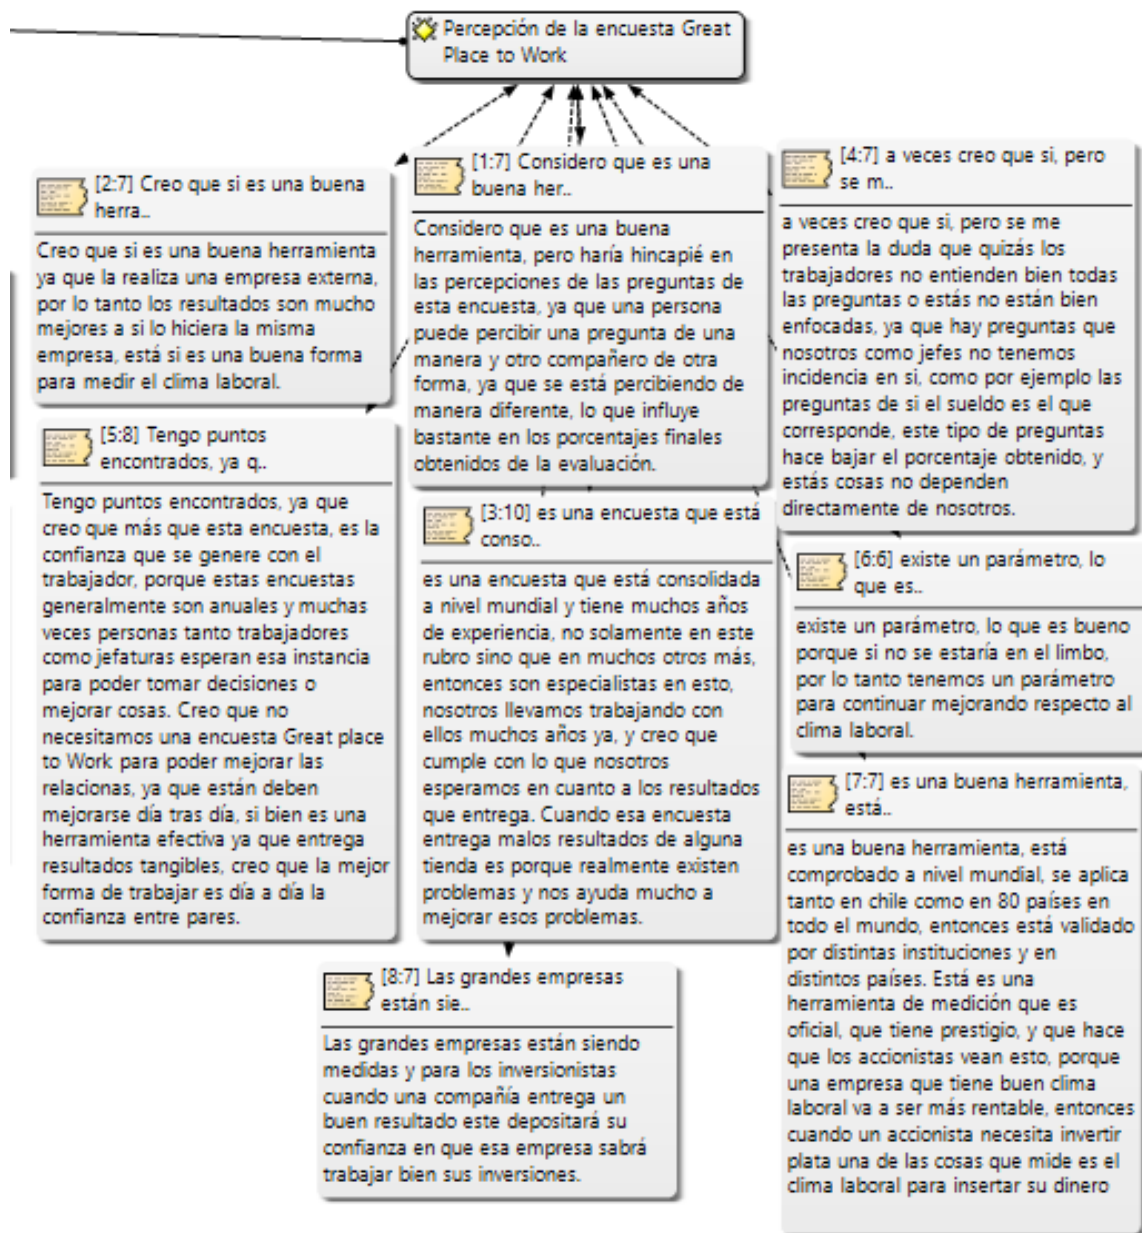 Percepción de la encuesta Great
Place to Work
[2:7] Creo que si es una buena
herra..
Creo que si es una buena herramienta
ya que la realiza una empresa externa,
por lo tanto los resultados son mucho
mejores a si lo hiciera la misma
empresa, está si es una buena forma
para medir el clima laboral.
[1:7] Considero que es una
buena her..
Considero que es una buena
herramienta, pero haría hincapié en
las percepciones de las preguntas de
esta encuesta, ya que una persona
puede percibir una pregunta de una
manera y otro compañero de otra
forma, ya que se está percibiendo de
manera diferente, lo que influye
bastante en los porcentajes finales
obtenidos de la evaluación.
[4:7] a veces creo que si, pero
se m..
a veces creo que si, pero se me
presenta la duda que quizás los
trabajadores no entienden bien todas
las preguntas o estás no están bien
enfocadas, ya que hay preguntas que
nosotros como jefes no tenemos
incidencia en si, como por ejemplo las
preguntas de si el sueldo es el que
corresponde, este tipo de preguntas
hace bajar el porcentaje obtenido, y
estás cosas no dependen
directamente de nosotros.
[5:8] Tengo puntos
encontrados, ya q..
Tengo puntos encontrados, ya que
creo que más que esta encuesta, es la
confianza que se genere con el
trabajador, porque estas encuestas
generalmente son anuales y muchas
veces personas tanto trabajadores
como jefaturas esperan esa instancia
para poder tomar decisiones o
mejorar cosas. Creo que no
necesitamos una encuesta Great place
to Work para poder mejorar las
relacionas, ya que están deben
mejorarse día tras día, si bien es una
herramienta efectiva ya que entrega
resultados tangibles, creo que la mejor
forma de trabajar es día a día la
confianza entre pares.
[3:10] es una encuesta que está
conso..
es una encuesta que está consolidada
a nivel mundial y tiene muchos años
de experiencia, no solamente en este
rubro sino que en muchos otros más,
entonces son especialistas en esto,
nosotros llevamos trabajando con
ellos muchos años ya, y creo que
cumple con lo que nosotros
esperamos en cuanto a los resultados
que entrega. Cuando esa encuesta
entrega malos resultados de alguna
tienda es porque realmente existen
problemas y nos ayuda mucho a
mejorar esos problemas.
[6:6] existe un parámetro, lo
que es..
existe un parámetro, lo que es bueno
porque si no se estaría en el limbo,
por lo tanto tenemos un parámetro
para continuar mejorando respecto al
clima laboral.
[7:7] es una buena herramienta,
está..
es una buena herramienta, está
comprobado a nivel mundial, se aplica
tanto en chile como en 80 países en
todo el mundo, entonces está validado
por distintas instituciones y en
distintos países. Está es una
herramienta de medición que es
oficial, que tiene prestigio, y que hace
que los accionistas vean esto, porque
una empresa que tiene buen clima
laboral va a ser más rentable, entonces
cuando un accionista necesita invertir
plata una de las cosas que mide es el
clima laboral para insertar su dinero
[8:7] Las grandes empresas
están sie..
Las grandes empresas están siendo
medidas y para los inversionistas
cuando una compañía entrega un
buen resultado este depositará su
confianza en que esa empresa sabrá
trabajar bien sus inversiones.